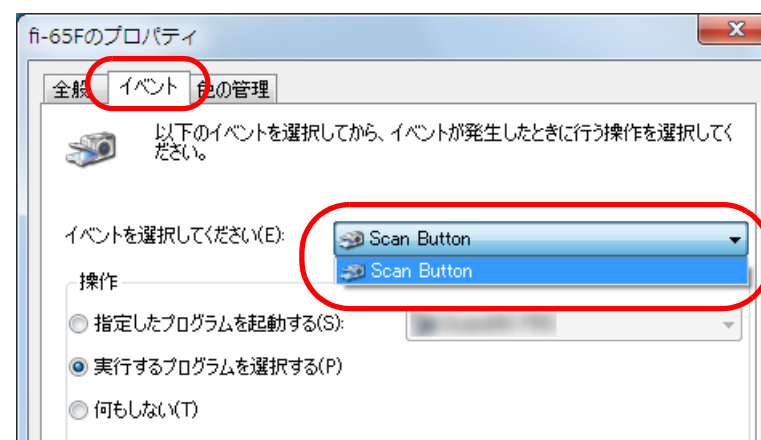 fi-65Fのプロパティ
全般 イベント 色の管理
以下のイベントを選択してから、イベントが発生したときに行う操作を選択してく
ださい。
イベントを選択してください(E):
Scan Button
Scan Button
操作
指定したプログラムを起動する(S):
実行するプログラムを選択する(P)
何もしない(T)